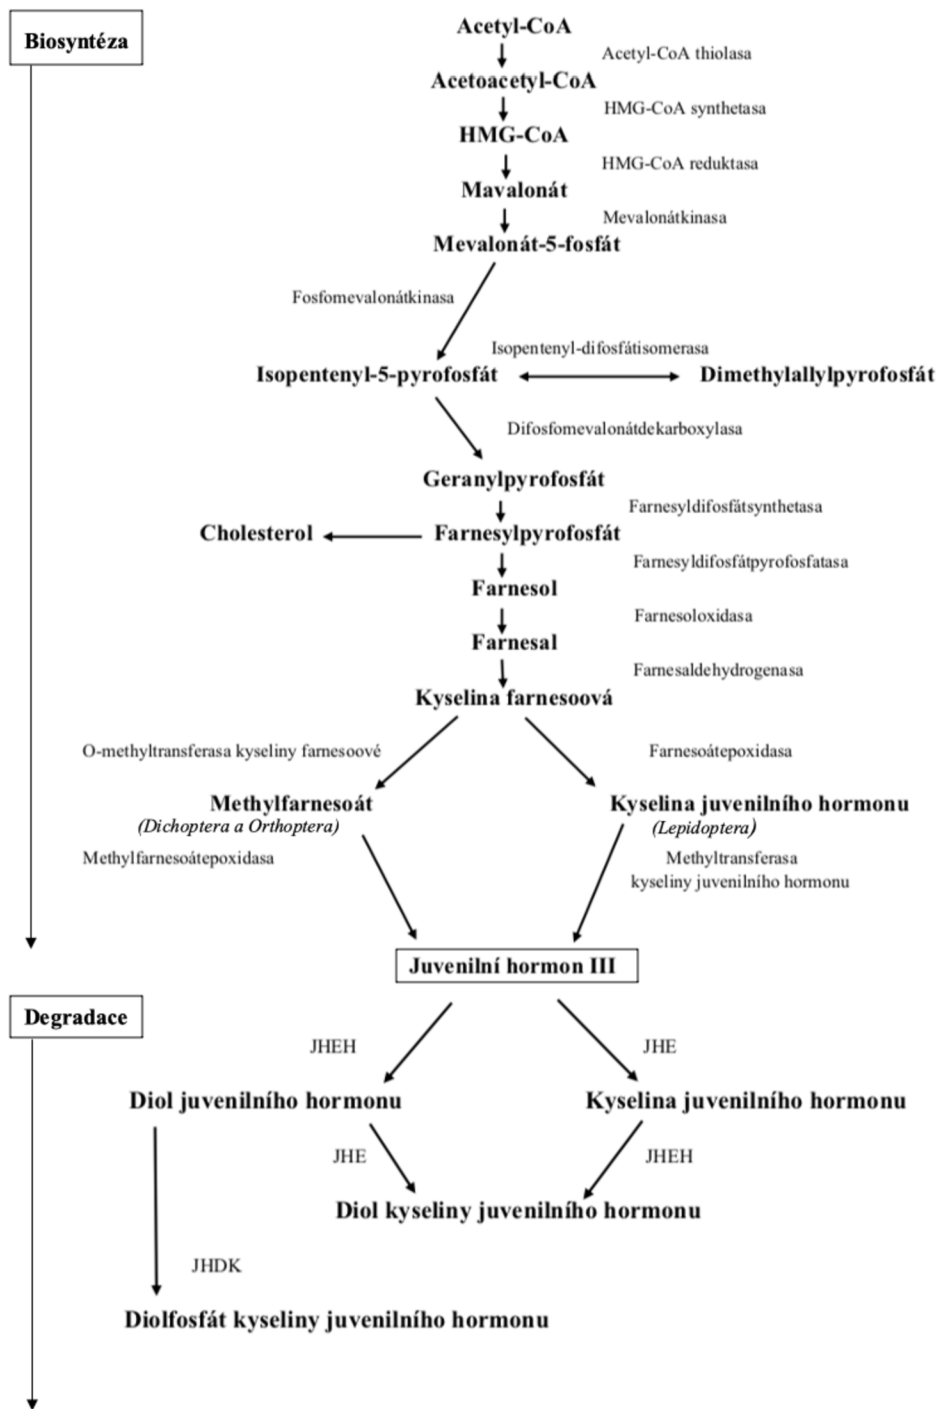 Biosyntéza
Acetyl-CoA
Acetyl-CoA thiolasa
Acetoacetyl-CoA
HMG-CoA synthetasa
HMG-CoA
HMG-CoA reduktasa
Mavalonát
Mevalonátkinasa
Mevalonát-5-fosfát
Fosfomevalonátkinasa
Isopentenyl-difosfátisomerasa
Isopentenyl-5-pyrofosfát
Dimethylallylpyrofosfát
Difosfomevalonátdekarboxylasa
Geranylpyrofosfát
Farnesyldifosfátsynthetasa
Cholesterol
Farnesylpyrofosfát
Farnesyldifosfátpyrofosfatasa
Farnesol
Farnesoloxidasa
Farnesal
Farnesaldehydrogenasa
Kyselina farnesoová
O-methyltransferasa kyseliny farnesoové
Farnesoátepoxidasa
Methylfarnesoát
Kyselina juvenilního hormonu
(Dichoptera a Orthoptera)
(Lepidoptera)
Methylfarnesoátepoxidasa
Methyltransferasa
kyseliny juvenilního hormonu
Juvenilní hormon III
Degradace
JHEH
JHE
Diol juvenilního hormonu
Kyselina juvenilního hormonu
JHE
JHEH
Diol kyseliny juvenilního hormonu
JHDK
Diolfosfát kyseliny juvenilního hormonu